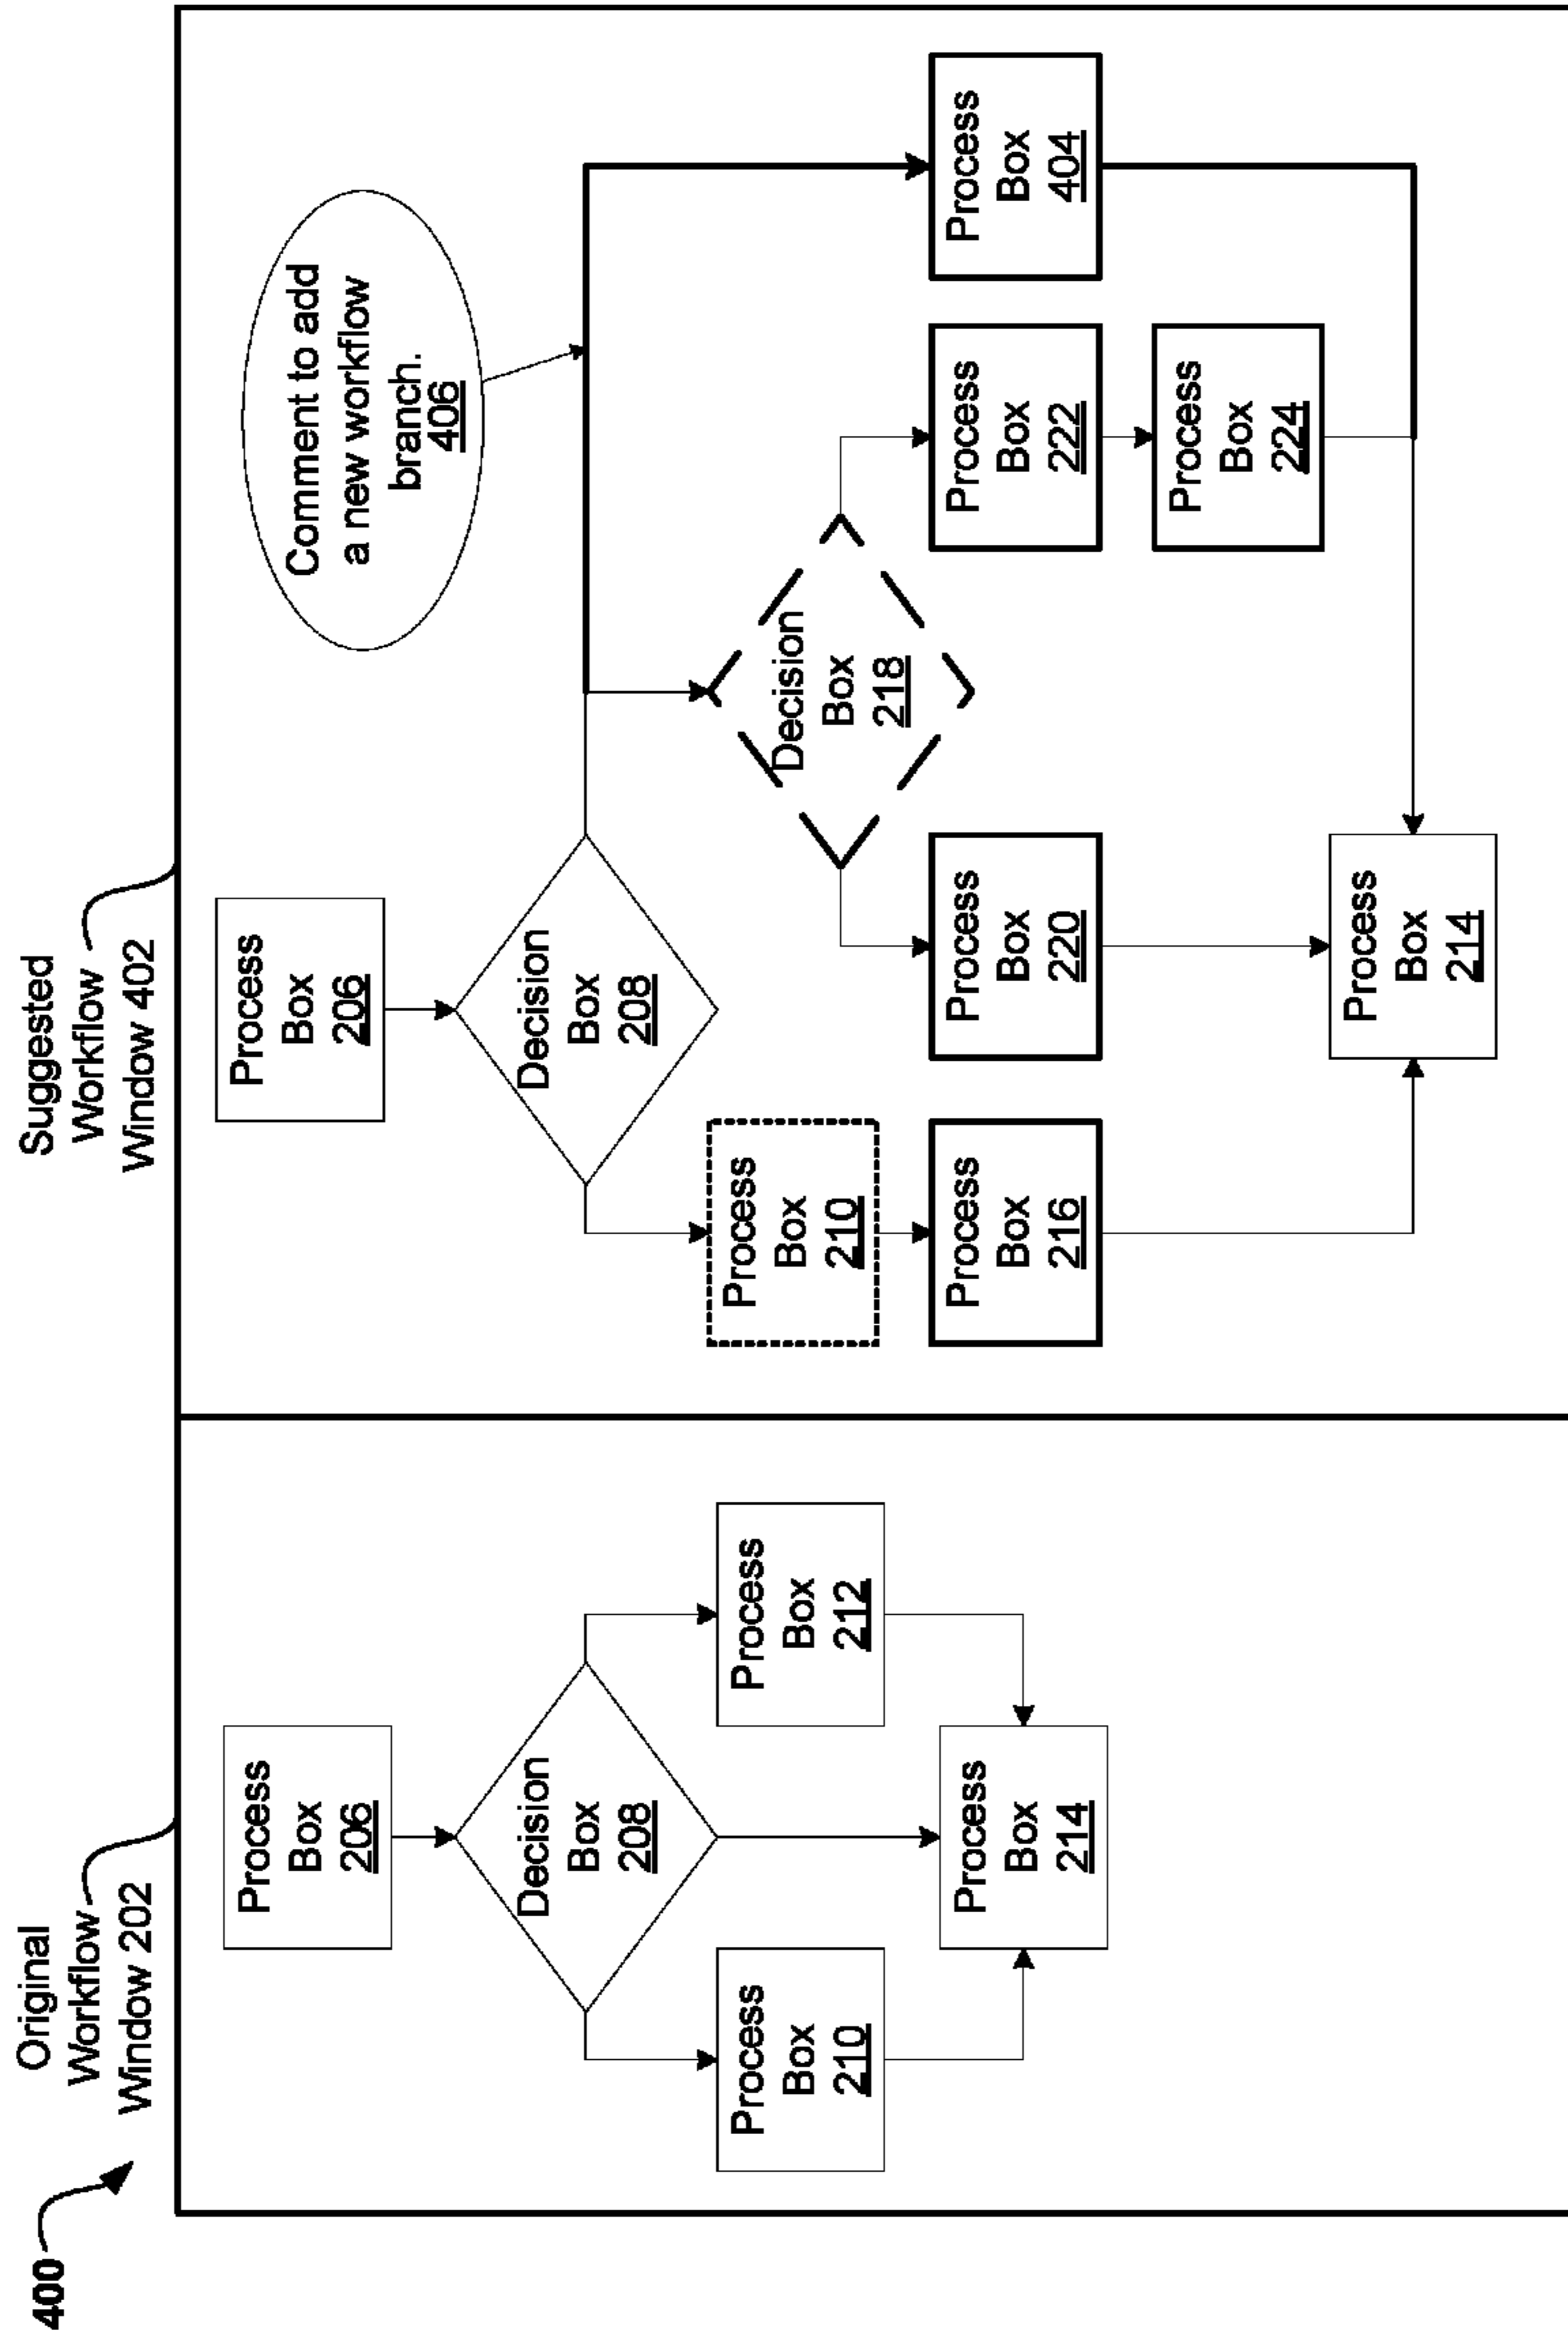 400
Original
Workflow
Window 202
Process
Box
206
Decision
Box
208
Process
Box
210
Process
Box
212
Process
Box
214
Suggested
Workflow
Window 402
Process
Box
206
Comment to add
a new workflow
branch.
406
Decision
Box
208
Process
Box
210
Decision
Box
218
Process
Box
216
Process
Box
220
Process
Box
222
Process
Box
404
Process
Box
224
Process
Box
214